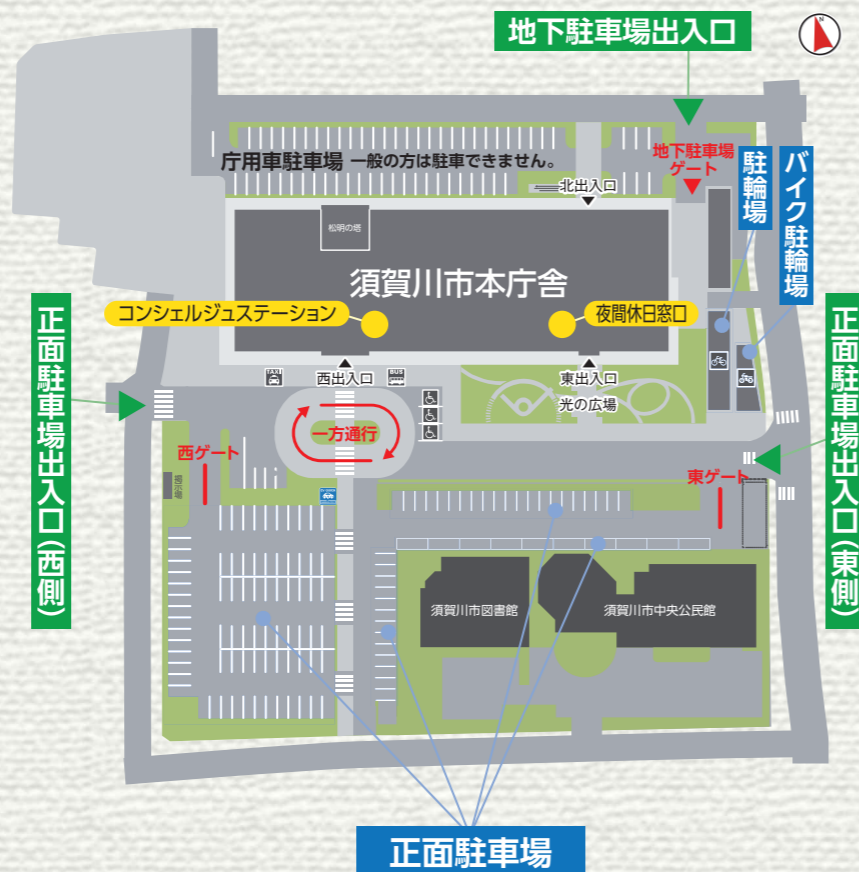 地下駐車場出入口
N
庁用車駐車場 一般の方は駐車できません。
地下駐車場
ゲート
駐輪場
バイク駐輪場
北出入口
松明の塔
須賀川市本庁舎
コンシェルジュステーション
夜間休日窓口
正面駐車場出入口(西側)
正面駐車場出入口(東側)
TAXI
西出入口
BUS
東出入口
光の広場
一方通行
西ゲート
掲示場
東ゲート
須賀川市図書館
須賀川市中央公民館
正面駐車場